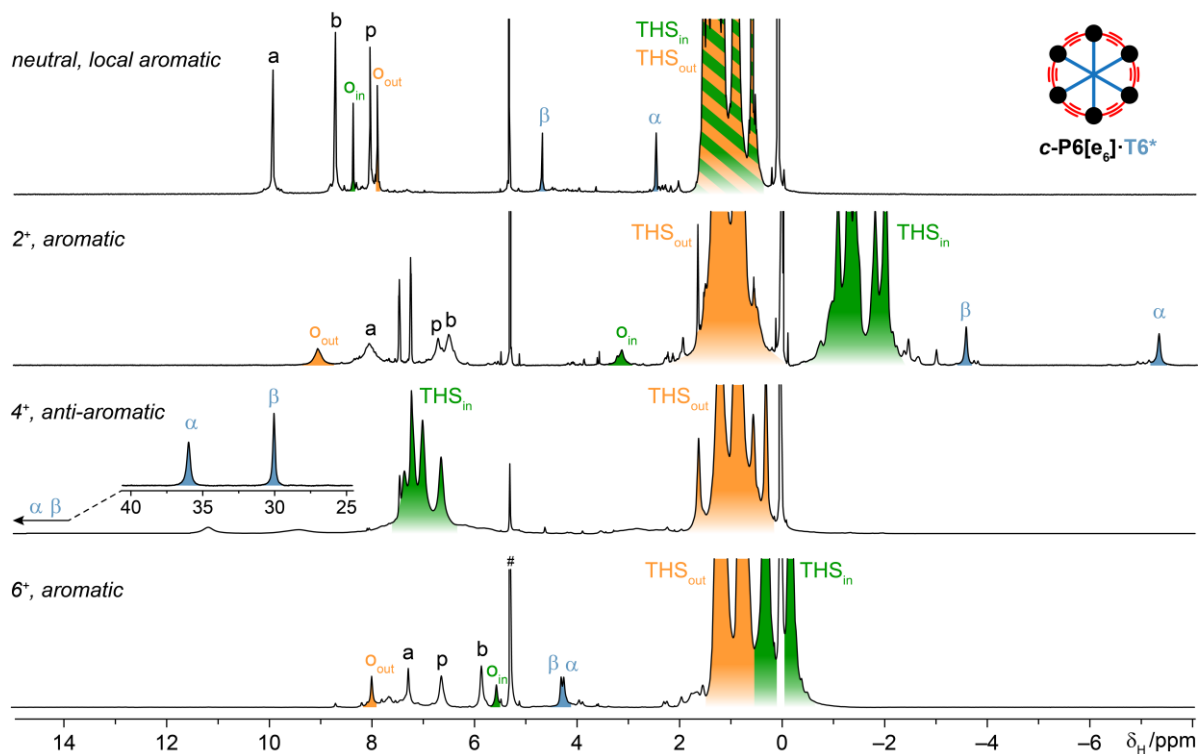 neutral, local aromatic
a
b
o_in
p
o_out
β
α
THS_in
THS_out
c-P6[e₆]·T6*
2⁺, aromatic
o_out
a
p
b
o_in
THS_out
THS_in
β
α
4⁺, anti-aromatic
α
β
40 35 30 25
α β
THS_in
THS_out
6⁺, aromatic
o_out
a
p
b
#
o_in
β α
THS_out
THS_in
14 12 10 8 6 4 2 0 −2 −4 −6 δ_H/ppm